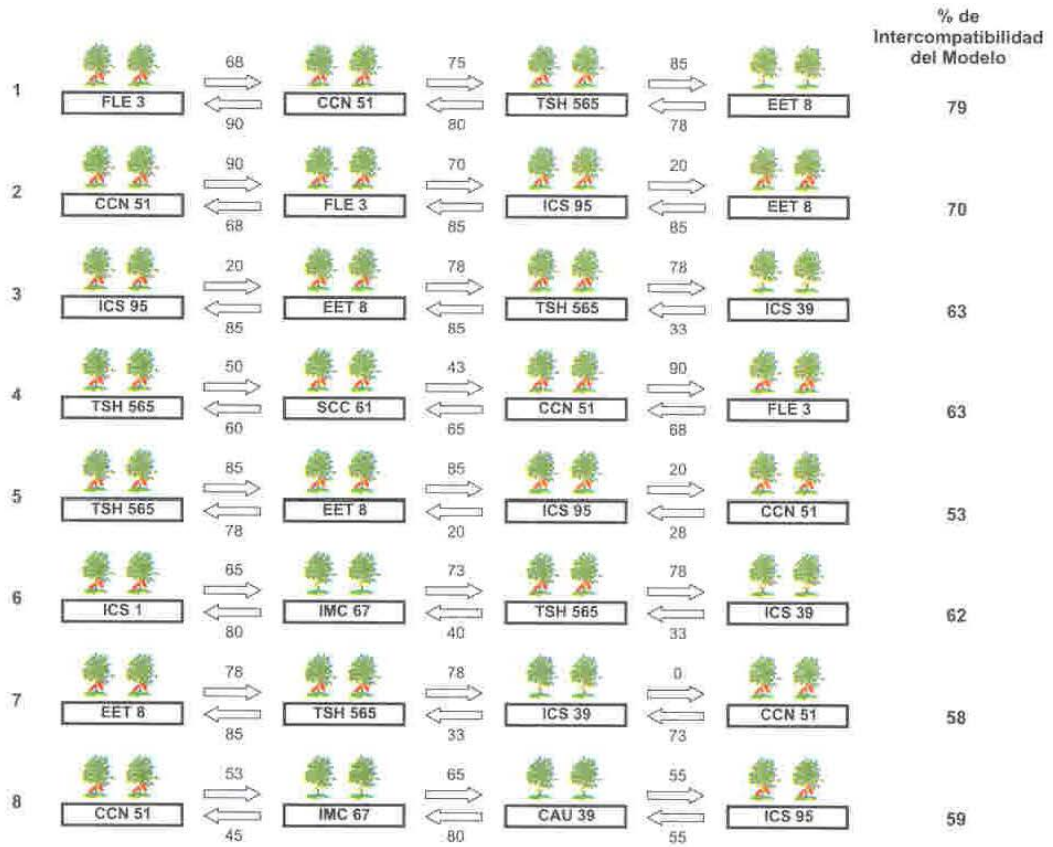 % de
Intercompatibilidad
del Modelo
68 75 85
1 FLE 3 CCN 51 TSH 565 EET 8 79
90 80 78
90 70 20
2 CCN 51 FLE 3 ICS 95 EET 8 70
68 85 85
20 78 78
3 ICS 95 EET 8 TSH 565 ICS 39 63
85 85 33
50 43 90
4 TSH 565 SCC 61 CCN 51 FLE 3 63
60 65 68
85 85 20
5 TSH 565 EET 8 ICS 95 CCN 51 53
78 20 28
65 73 78
6 ICS 1 IMC 67 TSH 565 ICS 39 62
80 40 33
78 78 0
7 EET 8 TSH 565 ICS 39 CCN 51 58
85 33 73
53 65 55
8 CCN 51 IMC 67 CAU 39 ICS 95 59
45 80 55